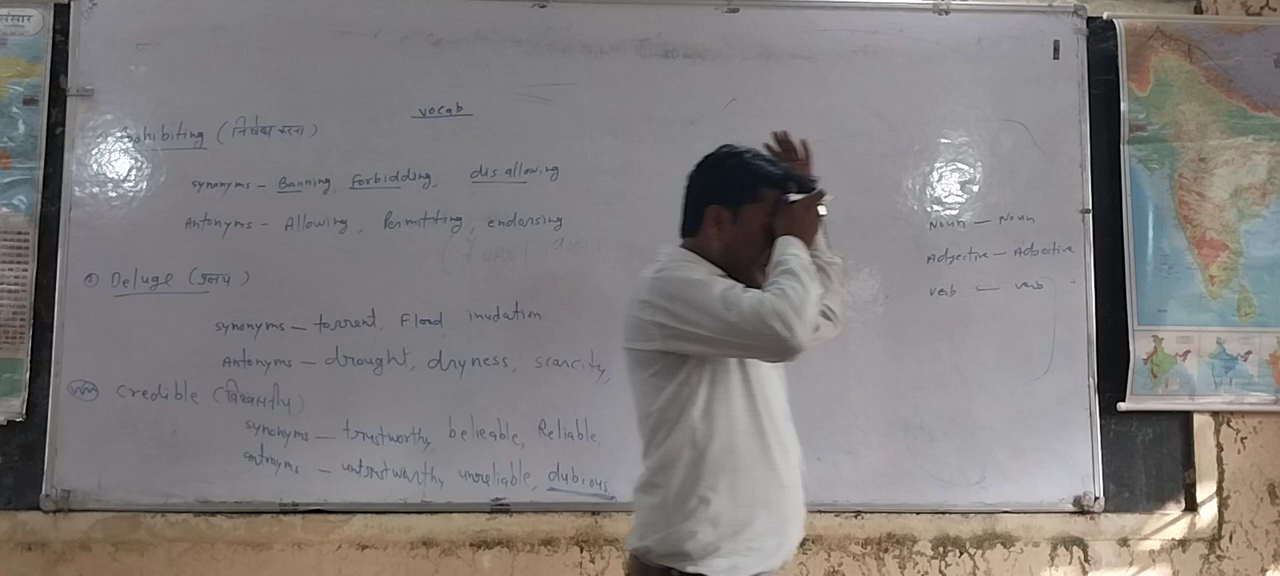 संसार
vocab
Prohibiting (निषेध करना)
synonyms – Banning, Forbidding, disallowing
Antonyms – Allowing, Permitting, endorsing
Deluge (प्रलय)
synonyms – torrent, Flood inudation
Antonyms – drought, dryness, scarcity,
credible (विश्वसनीय)
synonyms – trustworthy, belieable, Reliable,
antonyms – untrustworthy, unreliable, dubious
Noun — Noun
Adjective – Adjective
verb — verb